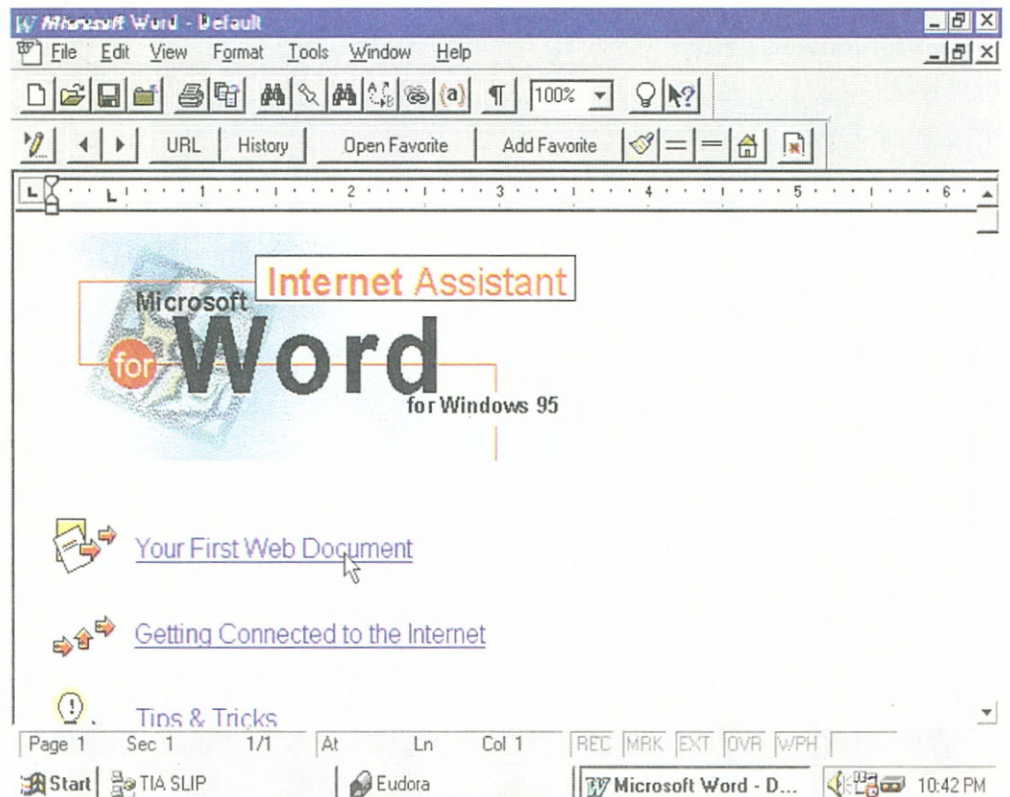 Microsoft Word - Default
File Edit View Format Tools Window Help
(a) ¶ 100% ?
URL History Open Favorite Add Favorite
1 2 3 4 5 6
Internet Assistant
Microsoft
for Word
for Windows 95
Your First Web Document
Getting Connected to the Internet
Tips & Tricks
Page 1 Sec 1 1/1 At Ln Col 1 REC MRK EXT OVR WPH
Start TIA SLIP Eudora Microsoft Word - D... 10:42 PM